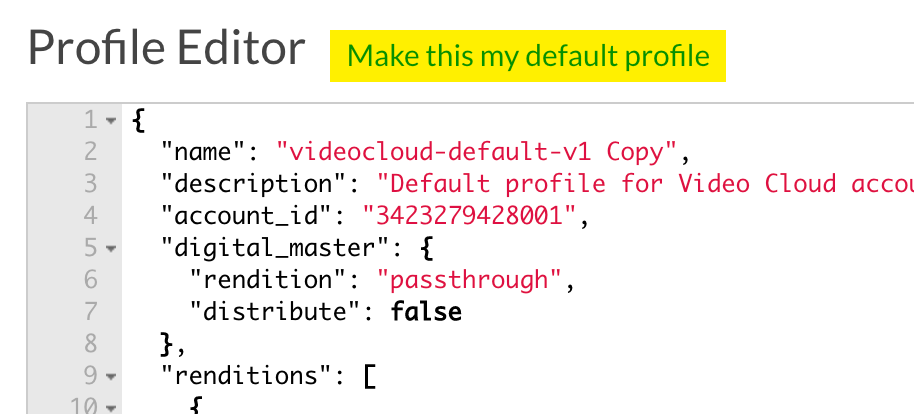 Profile Editor Make this my default profile
1 {
2 "name": "videocloud-default-v1 Copy",
3 "description": "Default profile for Video Cloud
4 "account_id": "3423279428001",
5 "digital_master": {
6 "rendition": "passthrough",
7 "distribute": false
8 },
9 "renditions": [
10 {